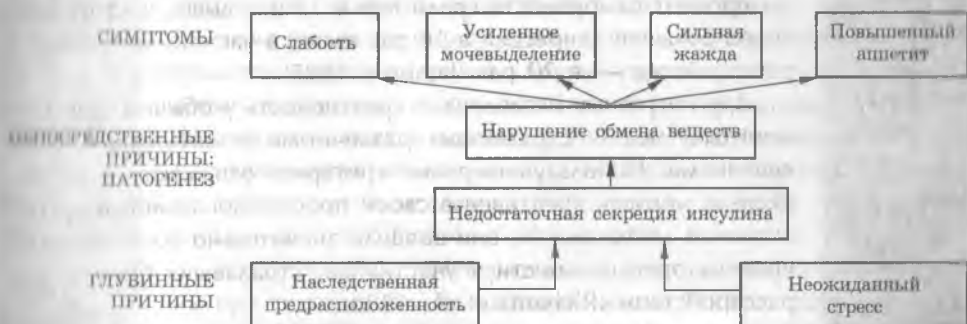 СИМПТОМЫ
Слабость
Усиленное
мочевыделение
Сильная
жажда
Повышенный
аппетит
НЕПОСРЕДСТВЕННЫЕ
ПРИЧИНЫ:
ПАТОГЕНЕЗ
Нарушение обмена веществ
Недостаточная секреция инсулина
ГЛУБИННЫЕ
ПРИЧИНЫ
Наследственная
предрасположенность
Неожиданный
стресс